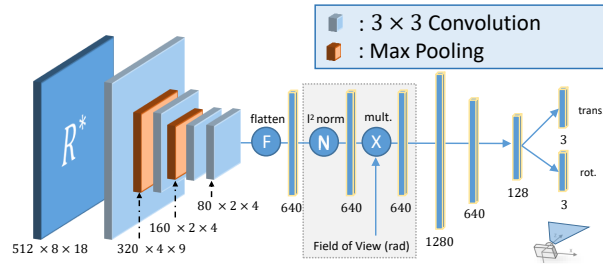 : 3 × 3 Convolution
: Max Pooling
R*
flatten
l² norm
mult.
F
N
X
trans
3
rot.
3
640
640
640
1280
640
128
80 × 2 × 4
160 × 2 × 4
320 × 4 × 9
512 × 8 × 18
Field of View (rad)